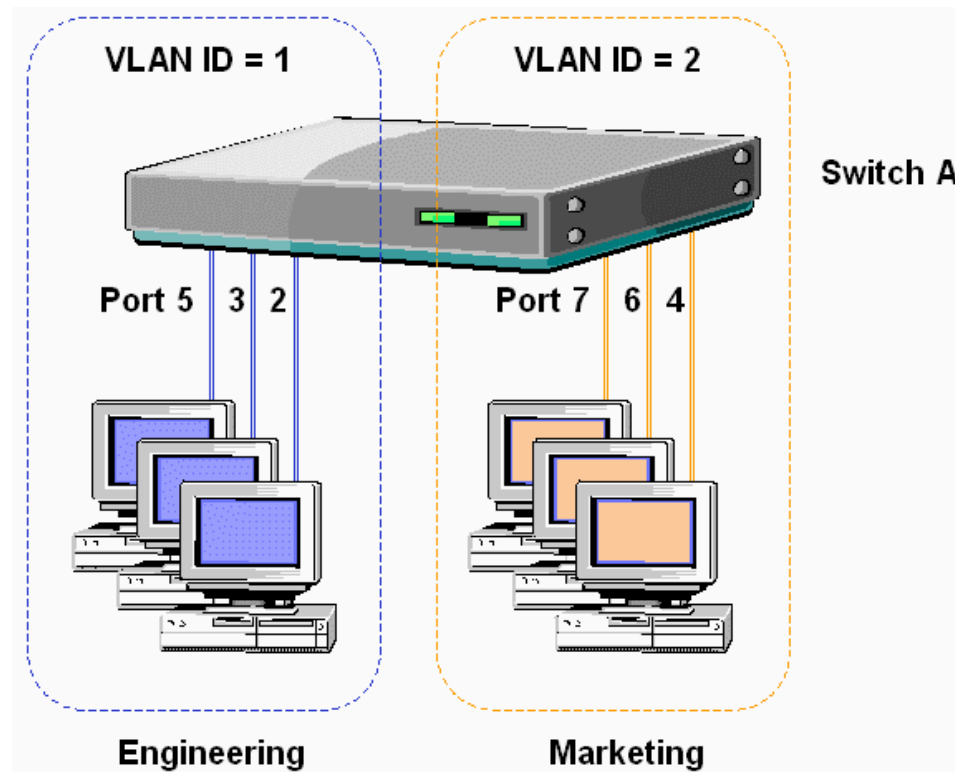 VLAN ID = 1
VLAN ID = 2
Switch A
Port 5 3 2
Port 7 6 4
Engineering
Marketing